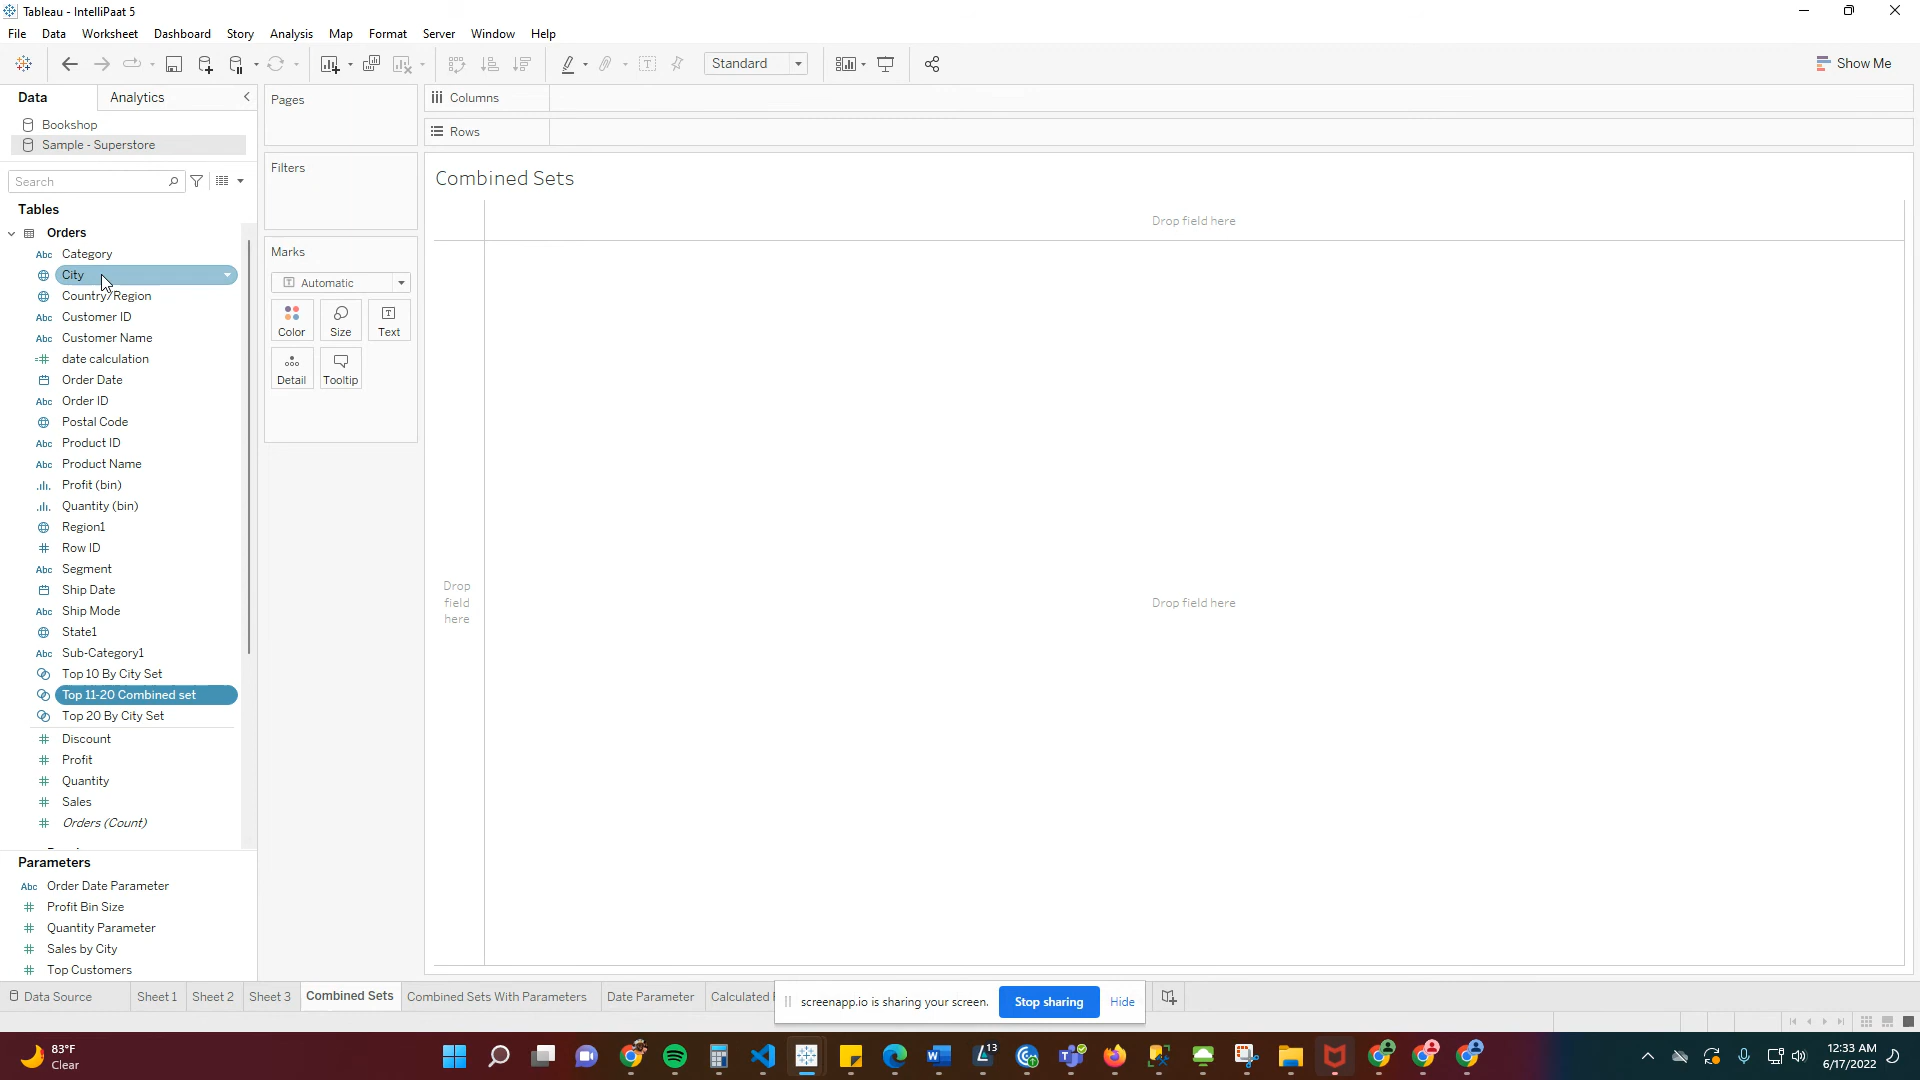 Tableau - IntelliPaat 5
File Data Worksheet Dashboard Story Analysis Map Format Server Window Help
Standard
Show Me
Data Analytics
Pages
Columns
Bookshop
Sample - Superstore
Rows
Filters
Search
Combined Sets
Tables
Drop field here
Orders
Category
City
Country/Region
Customer ID
Customer Name
date calculation
Order Date
Order ID
Postal Code
Product ID
Product Name
Profit (bin)
Quantity (bin)
Region1
Row ID
Segment
Ship Date
Ship Mode
State1
Sub-Category1
Top 10 By City Set
Top 11-20 Combined set
Top 20 By City Set
Discount
Profit
Quantity
Sales
Orders (Count)
Marks
Automatic
Color Size Text
Detail Tooltip
Drop
field
here
Drop field here
Parameters
Order Date Parameter
Profit Bin Size
Quantity Parameter
Sales by City
Top Customers
Data Source Sheet 1 Sheet 2 Sheet 3 Combined Sets Combined Sets With Parameters Date Parameter Calculated
screenapp.io is sharing your screen. Stop sharing Hide
83°F
Clear
13
12:33 AM
6/17/2022